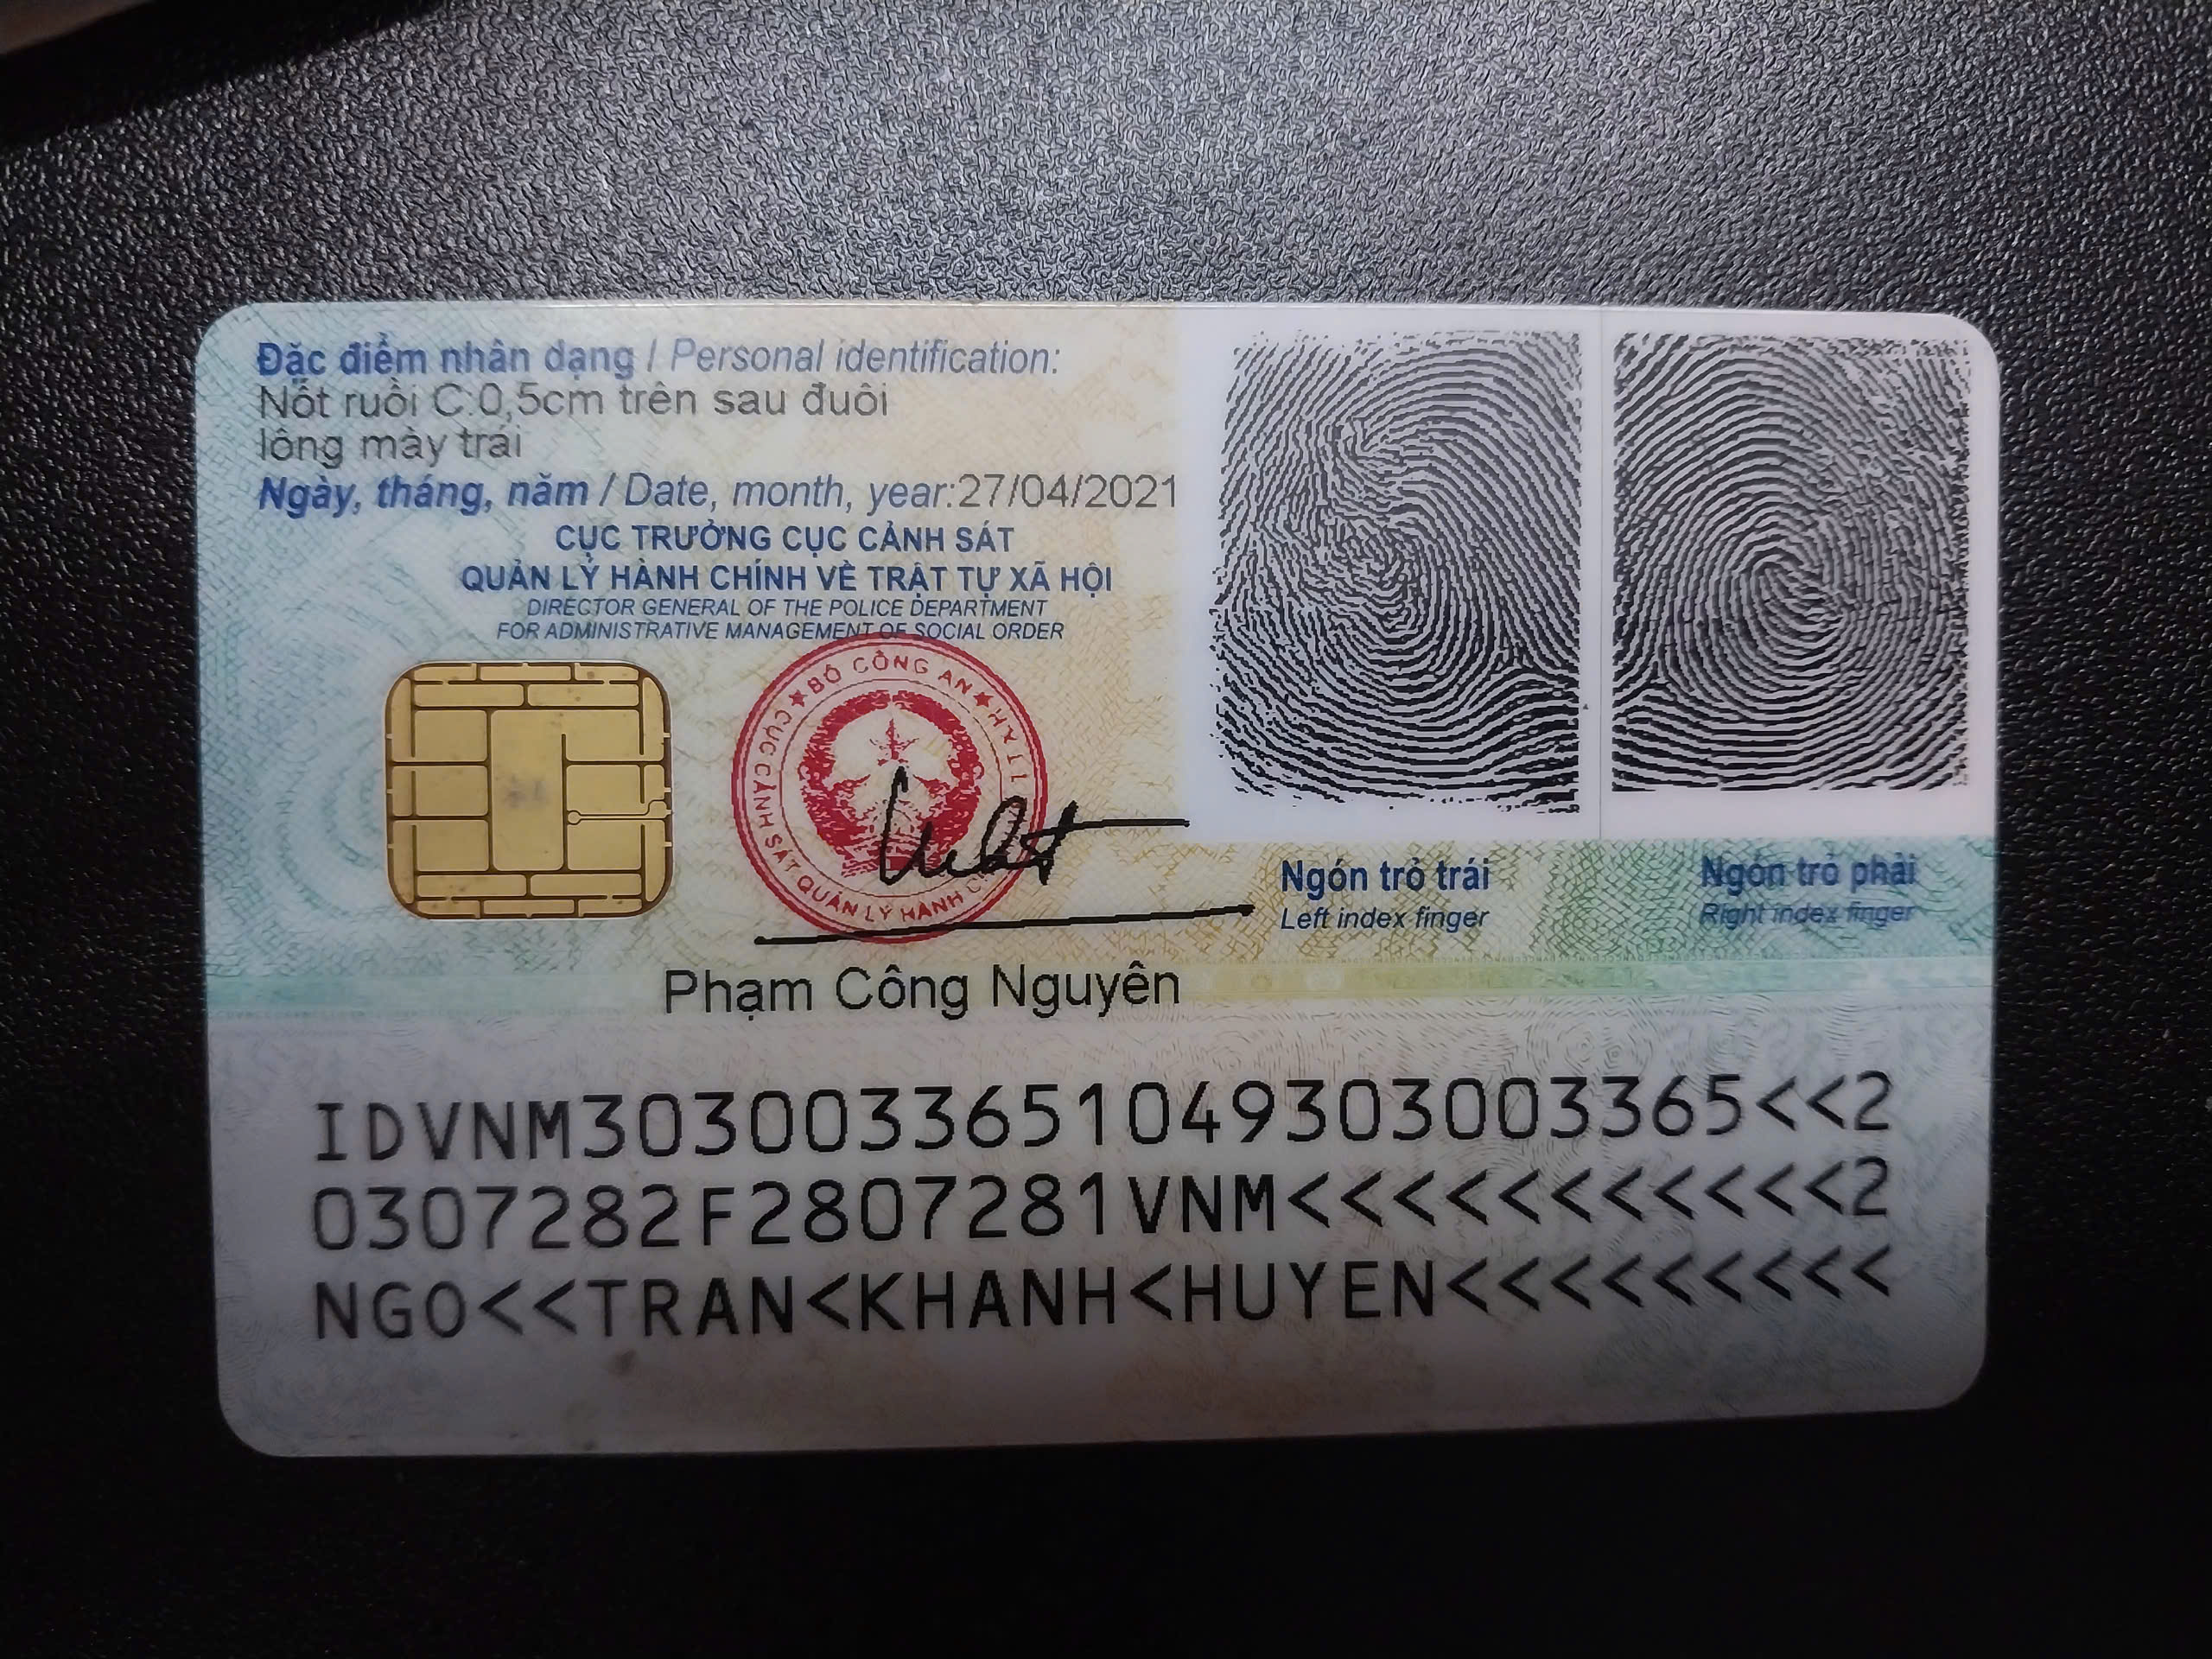 Đặc điểm nhân dạng / Personal identification:
Nốt ruồi C:0,5cm trên sau đuôi
lông mày trái
Ngày, tháng, năm / Date, month, year:27/04/2021
CỤC TRƯỞNG CỤC CẢNH SÁT
QUẢN LÝ HÀNH CHÍNH VỀ TRẬT TỰ XÃ HỘI
DIRECTOR GENERAL OF THE POLICE DEPARTMENT
FOR ADMINISTRATIVE MANAGEMENT OF SOCIAL ORDER
BỘ CÔNG AN
CỤC CẢNH SÁT QUẢN LÝ HÀNH
Ngón trỏ trái
Left index finger
Ngón trỏ phải
Right index finger
Phạm Công Nguyên
IDVNM3030033651049303003365<<2
0307282F2807281VNM<<<<<<<<<<<2
NGO<<TRAN<KHANH<HUYEN<<<<<<<<<